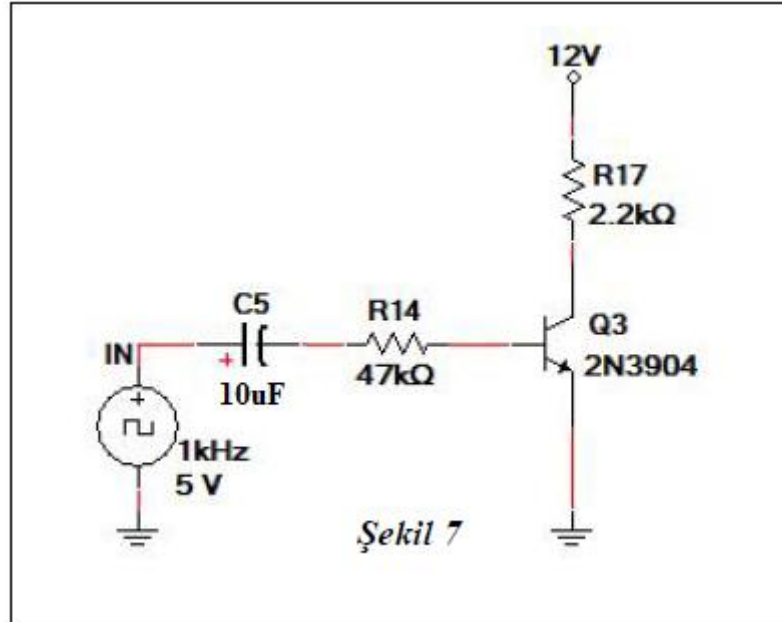 12V
R17
2.2kΩ
C5
R14
Q3
IN
+
10uF
47kΩ
2N3904
+
1kHz
5 V
Şekil 7